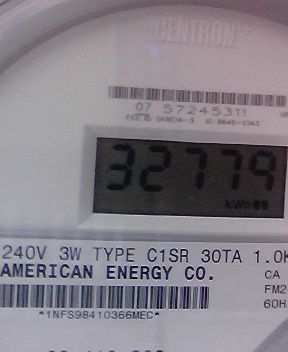 CENTRON
07 57245311
32779
kWh
240V 3W TYPE C1SR 30TA 1.0K
AMERICAN ENERGY CO.
CA
FM2
60H
*1NFS98410366MEC*